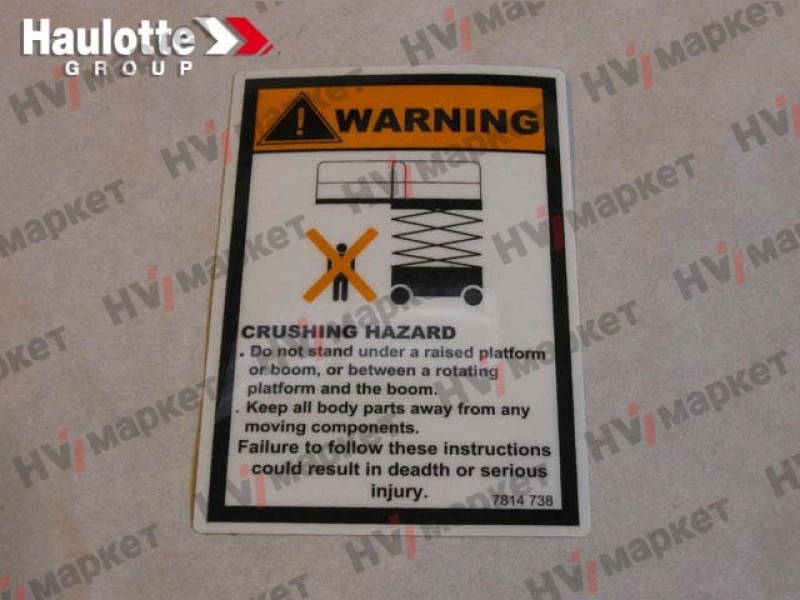 Haulotte
GROUP
WARNING
CRUSHING HAZARD
. Do not stand under a raised platform
or boom, or between a rotating
platform and the boom.
. Keep all body parts away from any
moving components.
Failure to follow these instructions
could result in deadth or serious
injury.
7814 738
HViМаркет